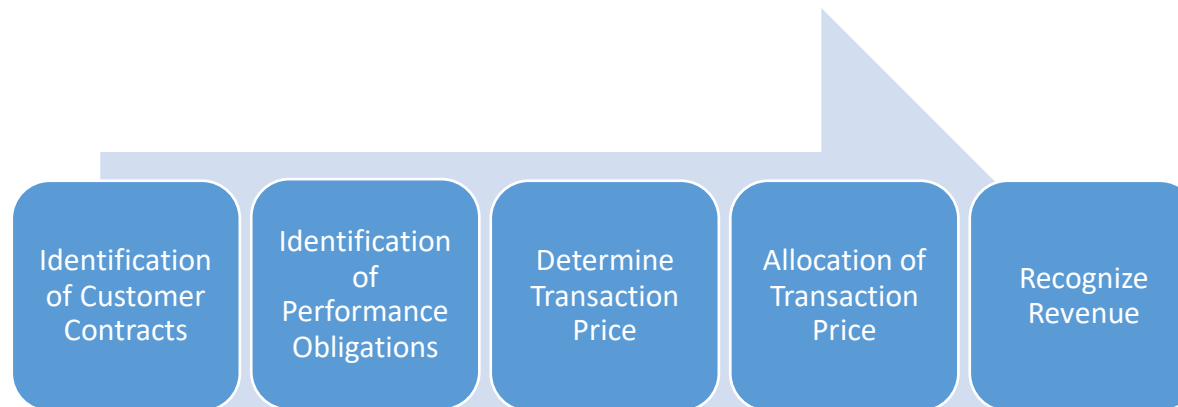 Identification
of Customer
Contracts
Identification
of
Performance
Obligations
Determine
Transaction
Price
Allocation of
Transaction
Price
Recognize
Revenue